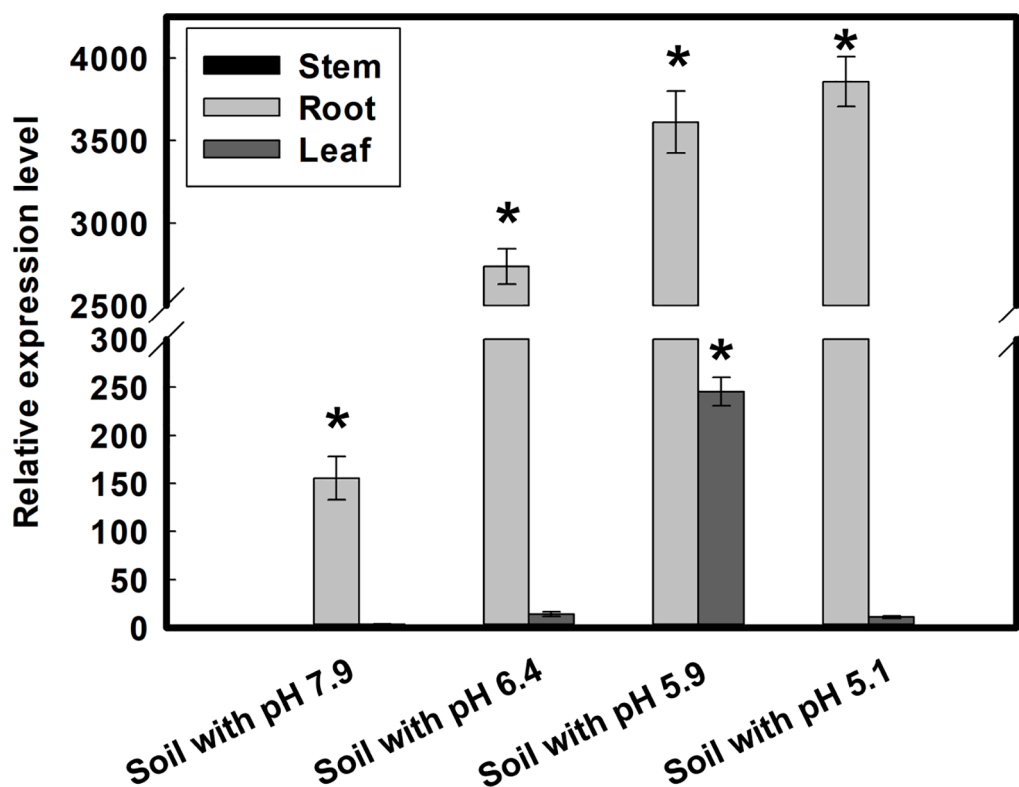 Relative expression level
4000
3500
3000
2500
300
250
200
150
100
50
0
Stem
Root
Leaf
*
*
*
*
*
Soil with pH 7.9
Soil with pH 6.4
Soil with pH 5.9
Soil with pH 5.1